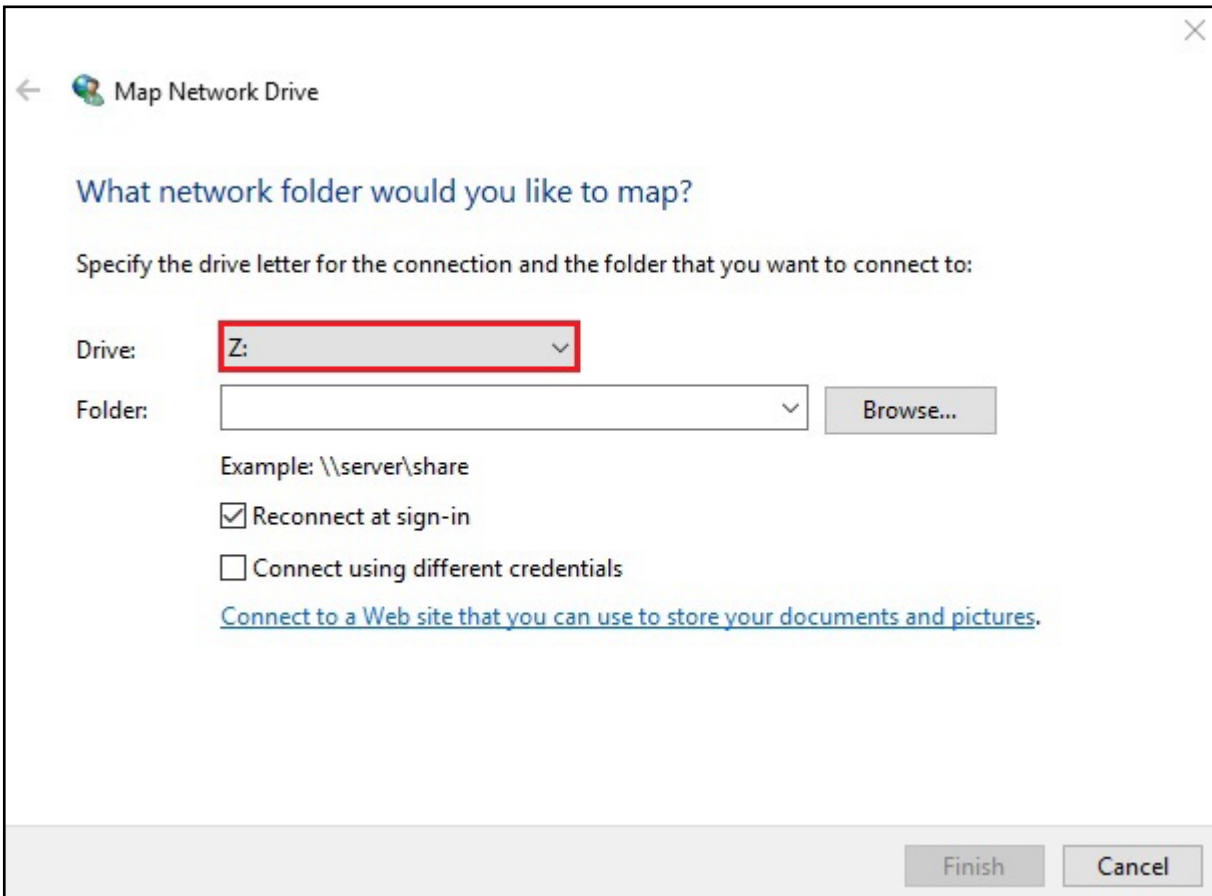 Map Network Drive
What network folder would you like to map?
Specify the drive letter for the connection and the folder that you want to connect to:
Drive: Z:
Folder: Browse...
Example: \\server\share
Reconnect at sign-in
Connect using different credentials
Connect to a Web site that you can use to store your documents and pictures.
Finish Cancel